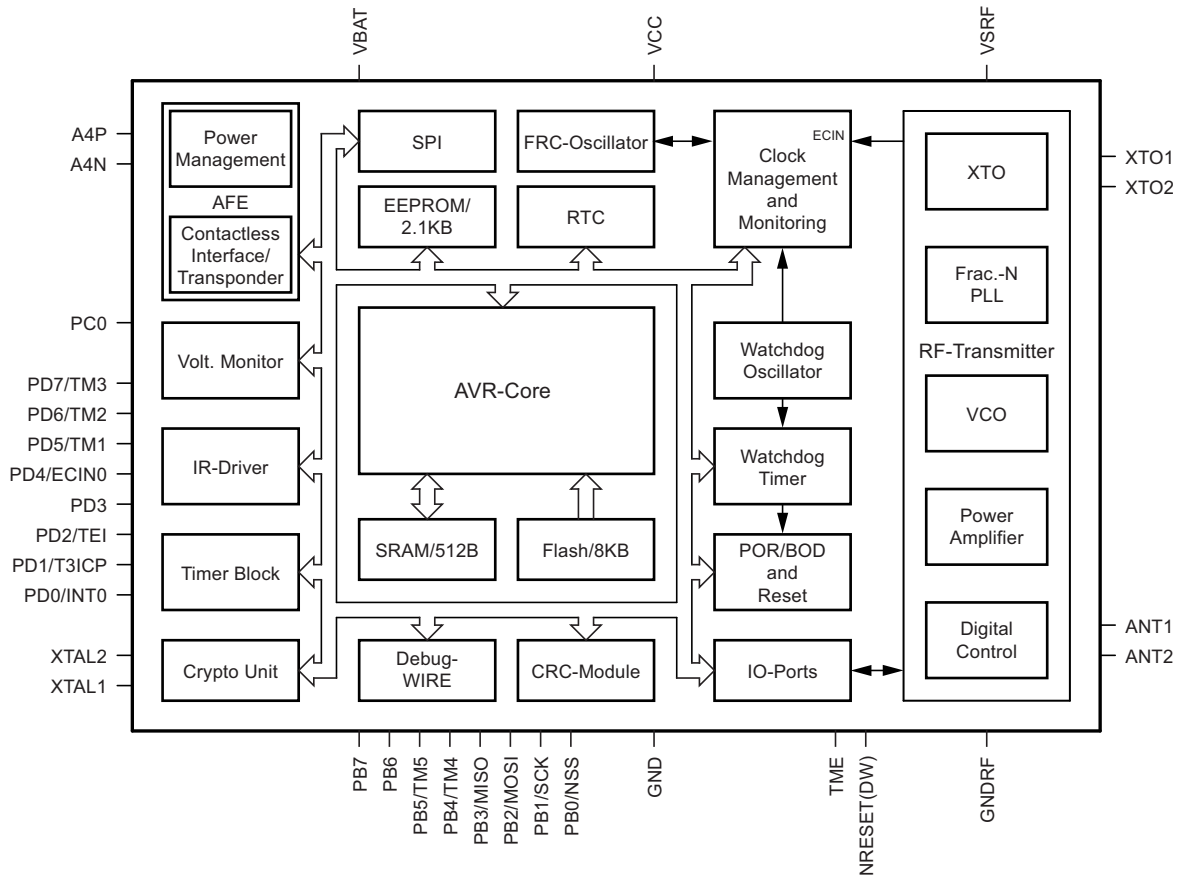 VBAT
VCC
VSRF
A4P
A4N
PC0
PD7/TM3
PD6/TM2
PD5/TM1
PD4/ECIN0
PD3
PD2/TEI
PD1/T3ICP
PD0/INT0
XTAL2
XTAL1
Power
Management
AFE
Contactless
Interface/
Transponder
Volt. Monitor
IR-Driver
Timer Block
Crypto Unit
SPI
EEPROM/
2.1KB
FRC-Oscillator
RTC
AVR-Core
SRAM/512B
Flash/8KB
Debug-
WIRE
CRC-Module
ECIN
Clock
Management
and
Monitoring
Watchdog
Oscillator
Watchdog
Timer
POR/BOD
and
Reset
IO-Ports
XTO
Frac.-N
PLL
RF-Transmitter
VCO
Power
Amplifier
Digital
Control
XTO1
XTO2
ANT1
ANT2
PB7
PB6
PB5/TM5
PB4/TM4
PB3/MISO
PB2/MOSI
PB1/SCK
PB0/NSS
GND
TME
NRESET(DW)
GNDRF